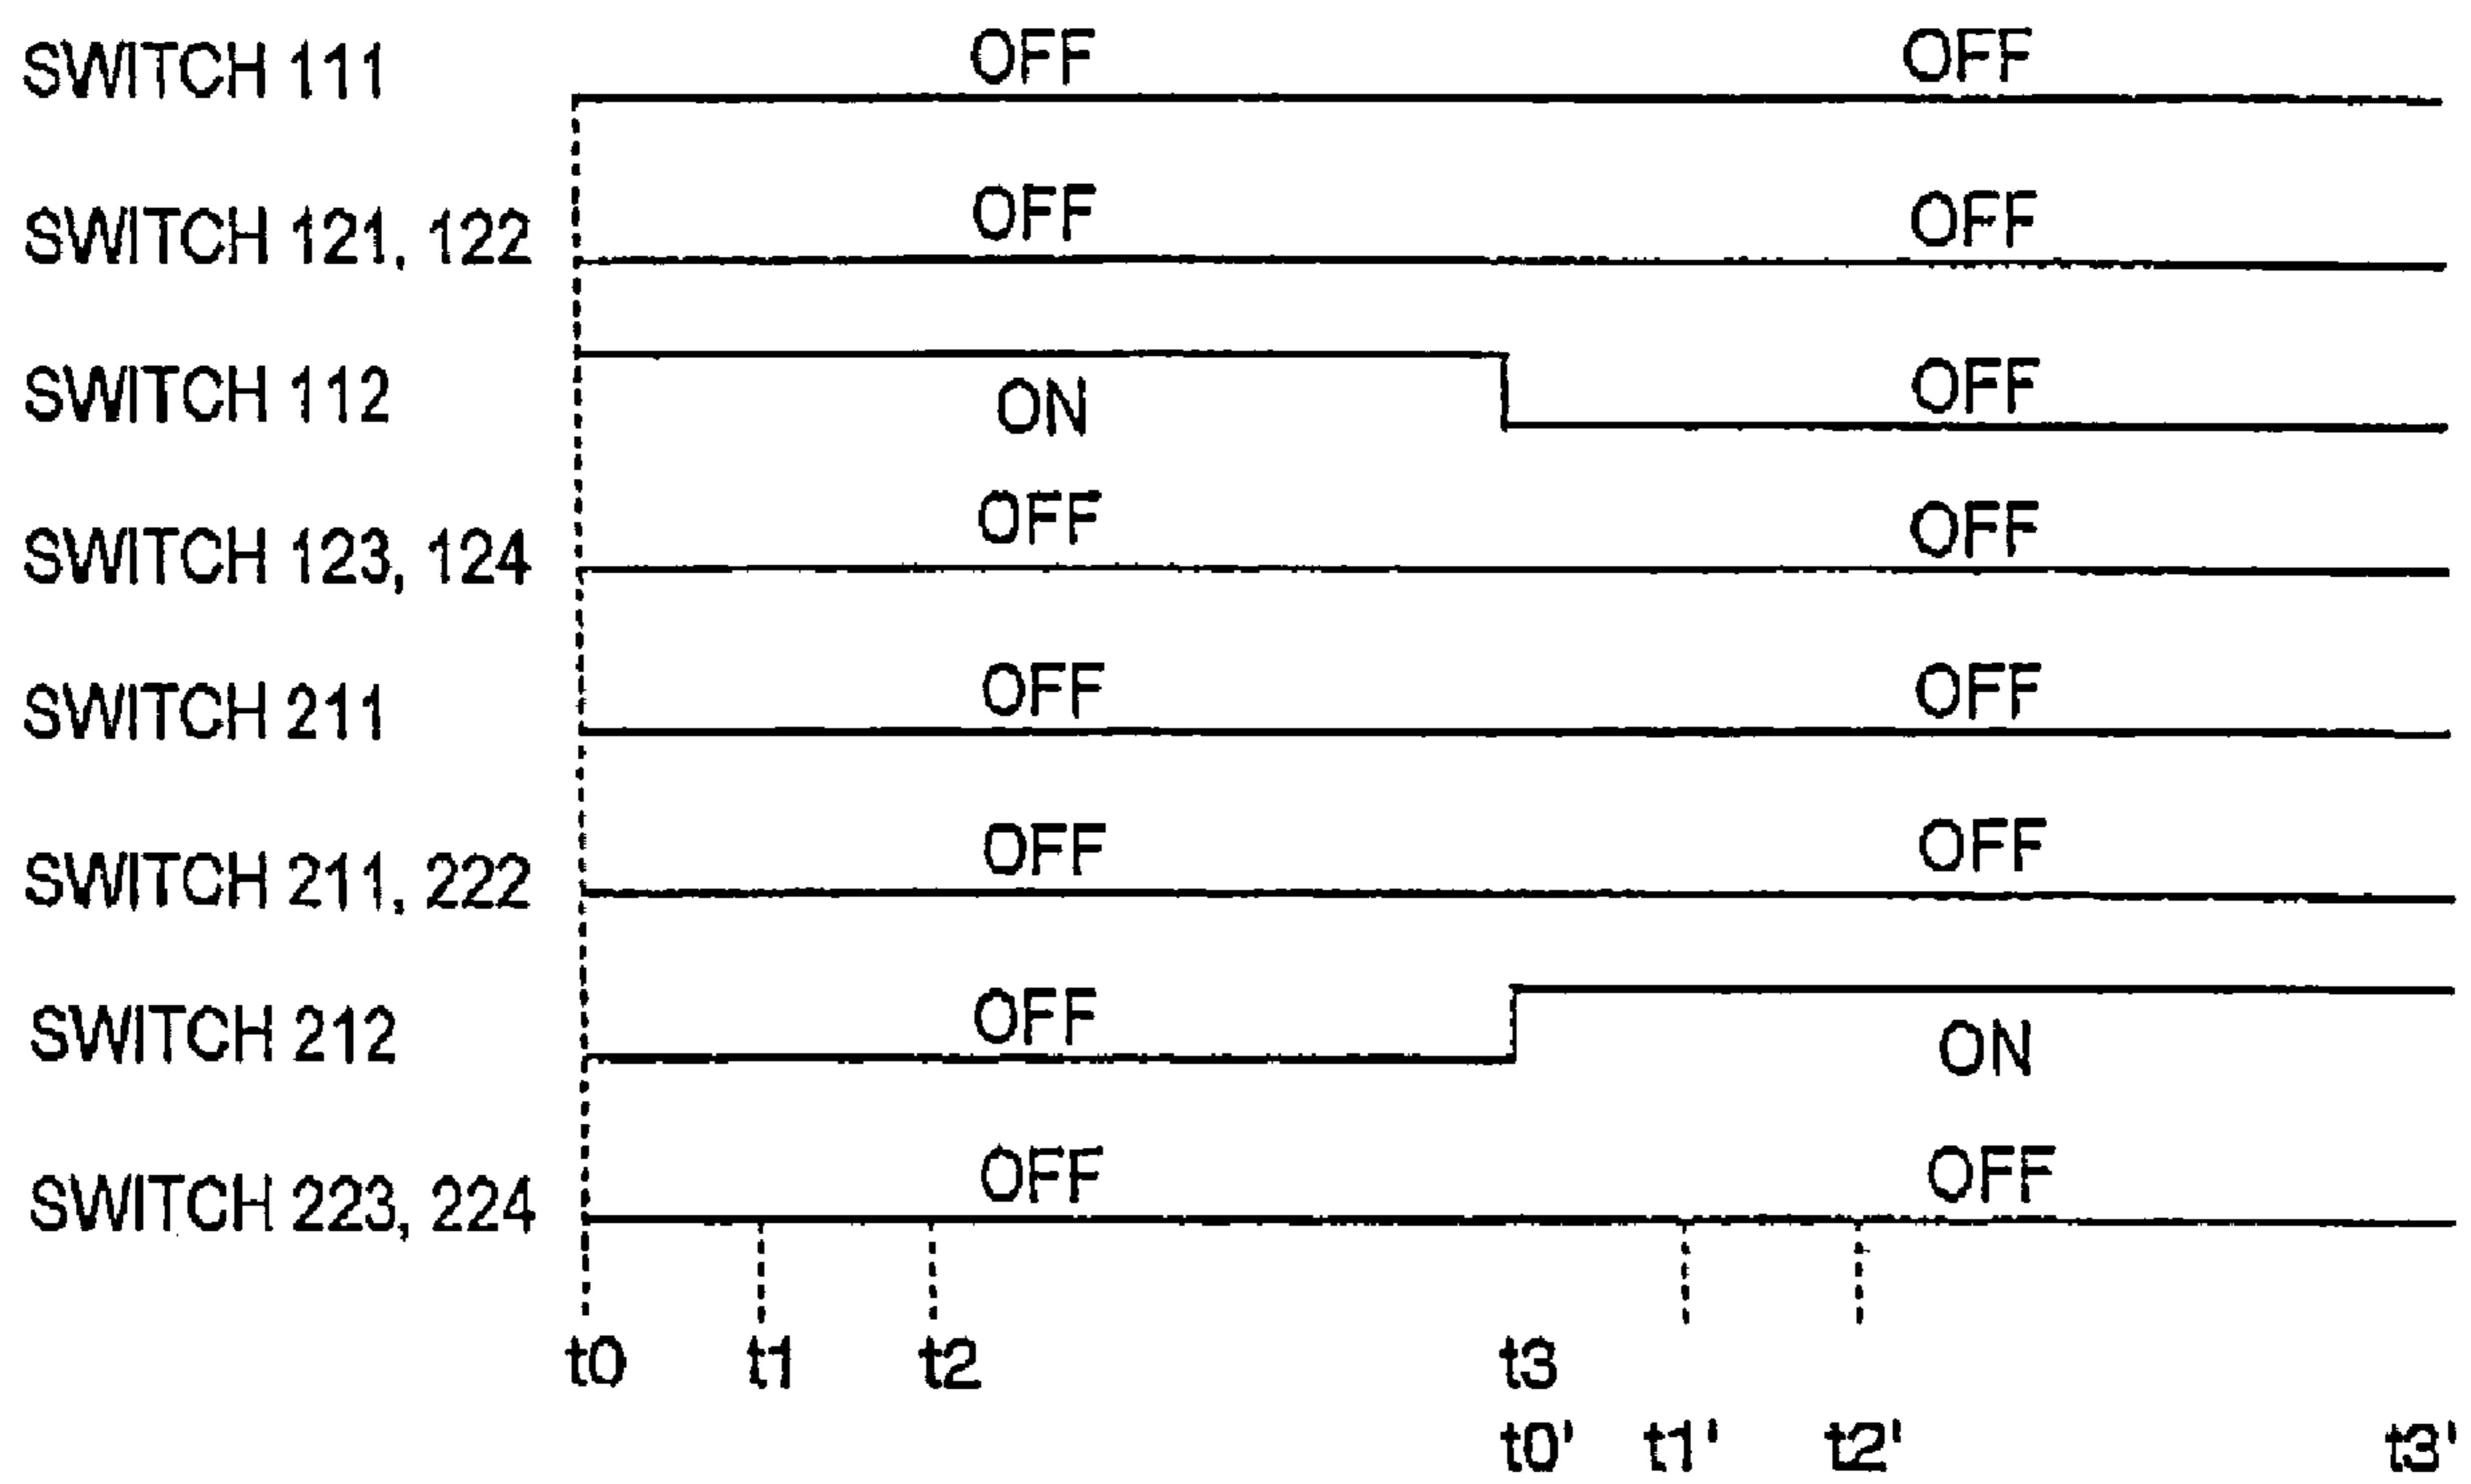 SWITCH 111 OFF OFF
SWITCH 121, 122 OFF OFF
SWITCH 112 ON OFF
SWITCH 123, 124 OFF OFF
SWITCH 211 OFF OFF
SWITCH 211, 222 OFF OFF
SWITCH 212 OFF ON
SWITCH 223, 224 OFF OFF
t0 t1 t2 t3
t0' t1' t2' t3'